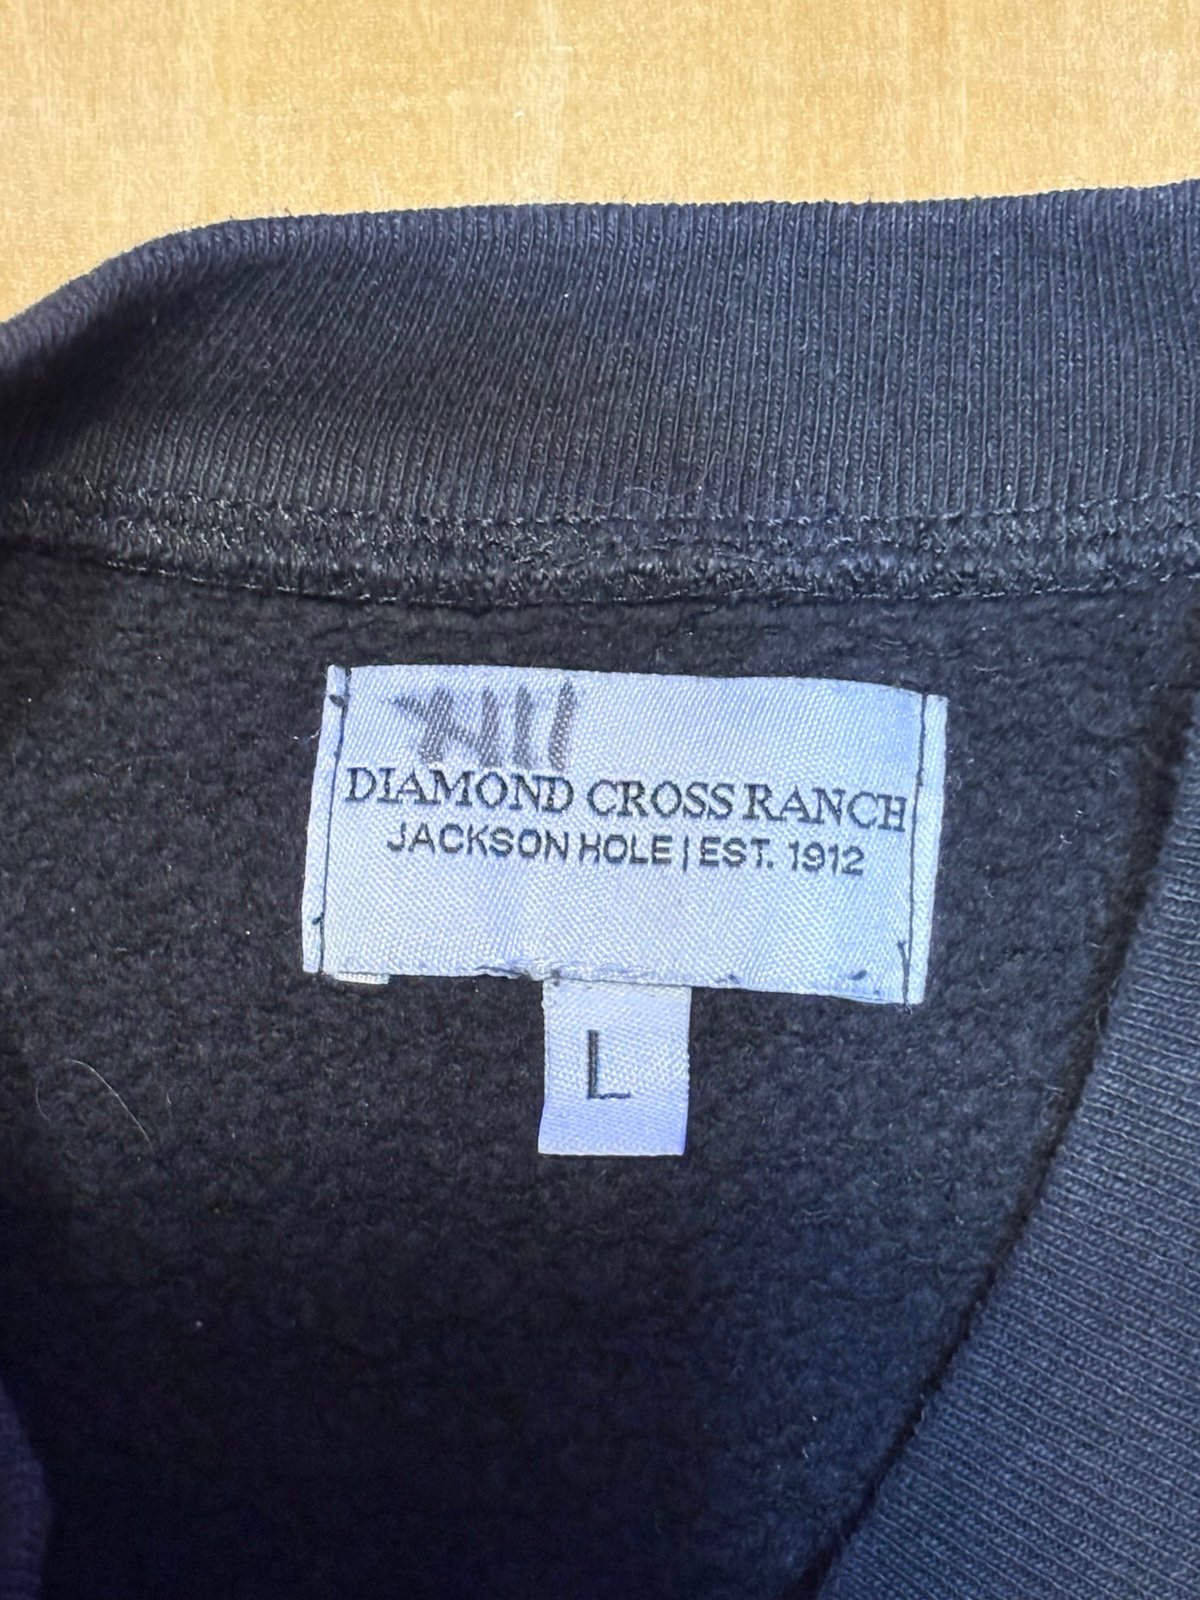 DIAMOND CROSS RANCH
JACKSON HOLE | EST. 1912
L